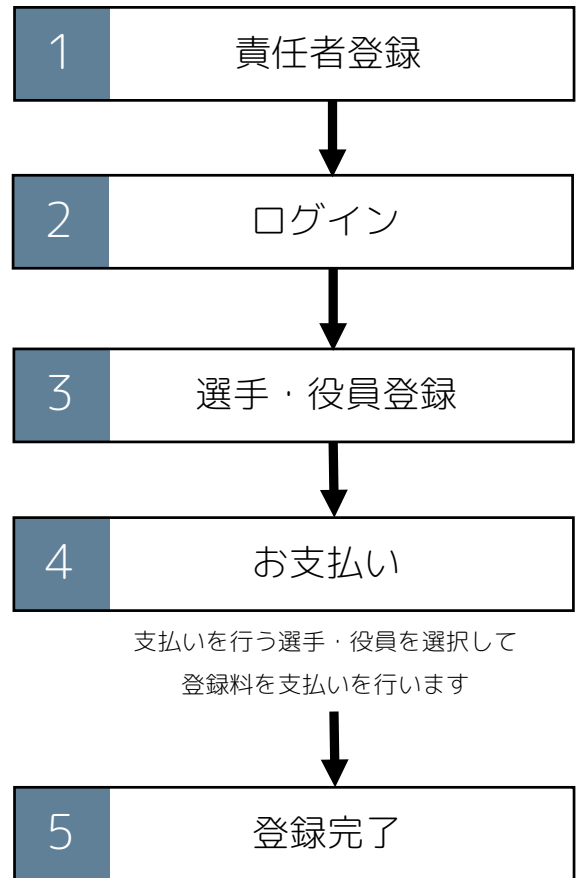 1 責任者登録
2 ログイン
3 選手・役員登録
4 お支払い
支払いを行う選手・役員を選択して
登録料を支払いを行います
5 登録完了